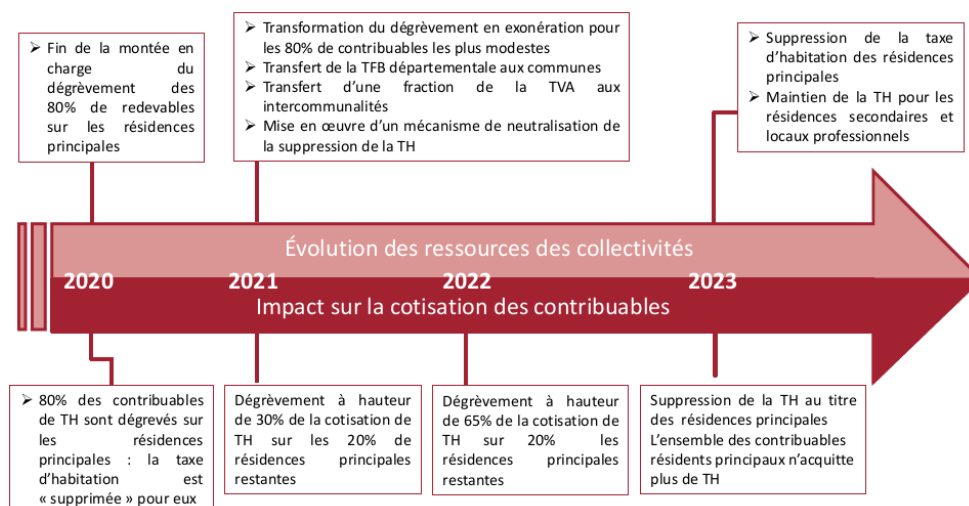 ➢ Fin de la montée en
charge du
dégrèvement des
80% de redevables
sur les résidences
principales
➢ Transformation du dégrèvement en exonération pour
les 80% de contribuables les plus modestes
➢ Transfert de la TFB départementale aux communes
➢ Transfert d'une fraction de la TVA aux
intercommunalités
➢ Mise en œuvre d'un mécanisme de neutralisation de
la suppression de la TH
➢ Suppression de la taxe
d'habitation des résidences
principales
➢ Maintien de la TH pour les
résidences secondaires et
locaux professionnels
Évolution des ressources des collectivités
2020 2021 2022 2023
Impact sur la cotisation des contribuables
➢ 80% des contribuables
de TH sont dégrevés sur
les résidences
principales : la taxe
d'habitation est
« supprimée » pour eux
Dégrèvement à hauteur
de 30% de la cotisation de
TH sur les 20% de
résidences principales
restantes
Dégrèvement à hauteur
de 65% de la cotisation de
TH sur 20% les
résidences principales
restantes
Suppression de la TH au titre
des résidences principales
L'ensemble des contribuables
résidents principaux n'acquitte
plus de TH